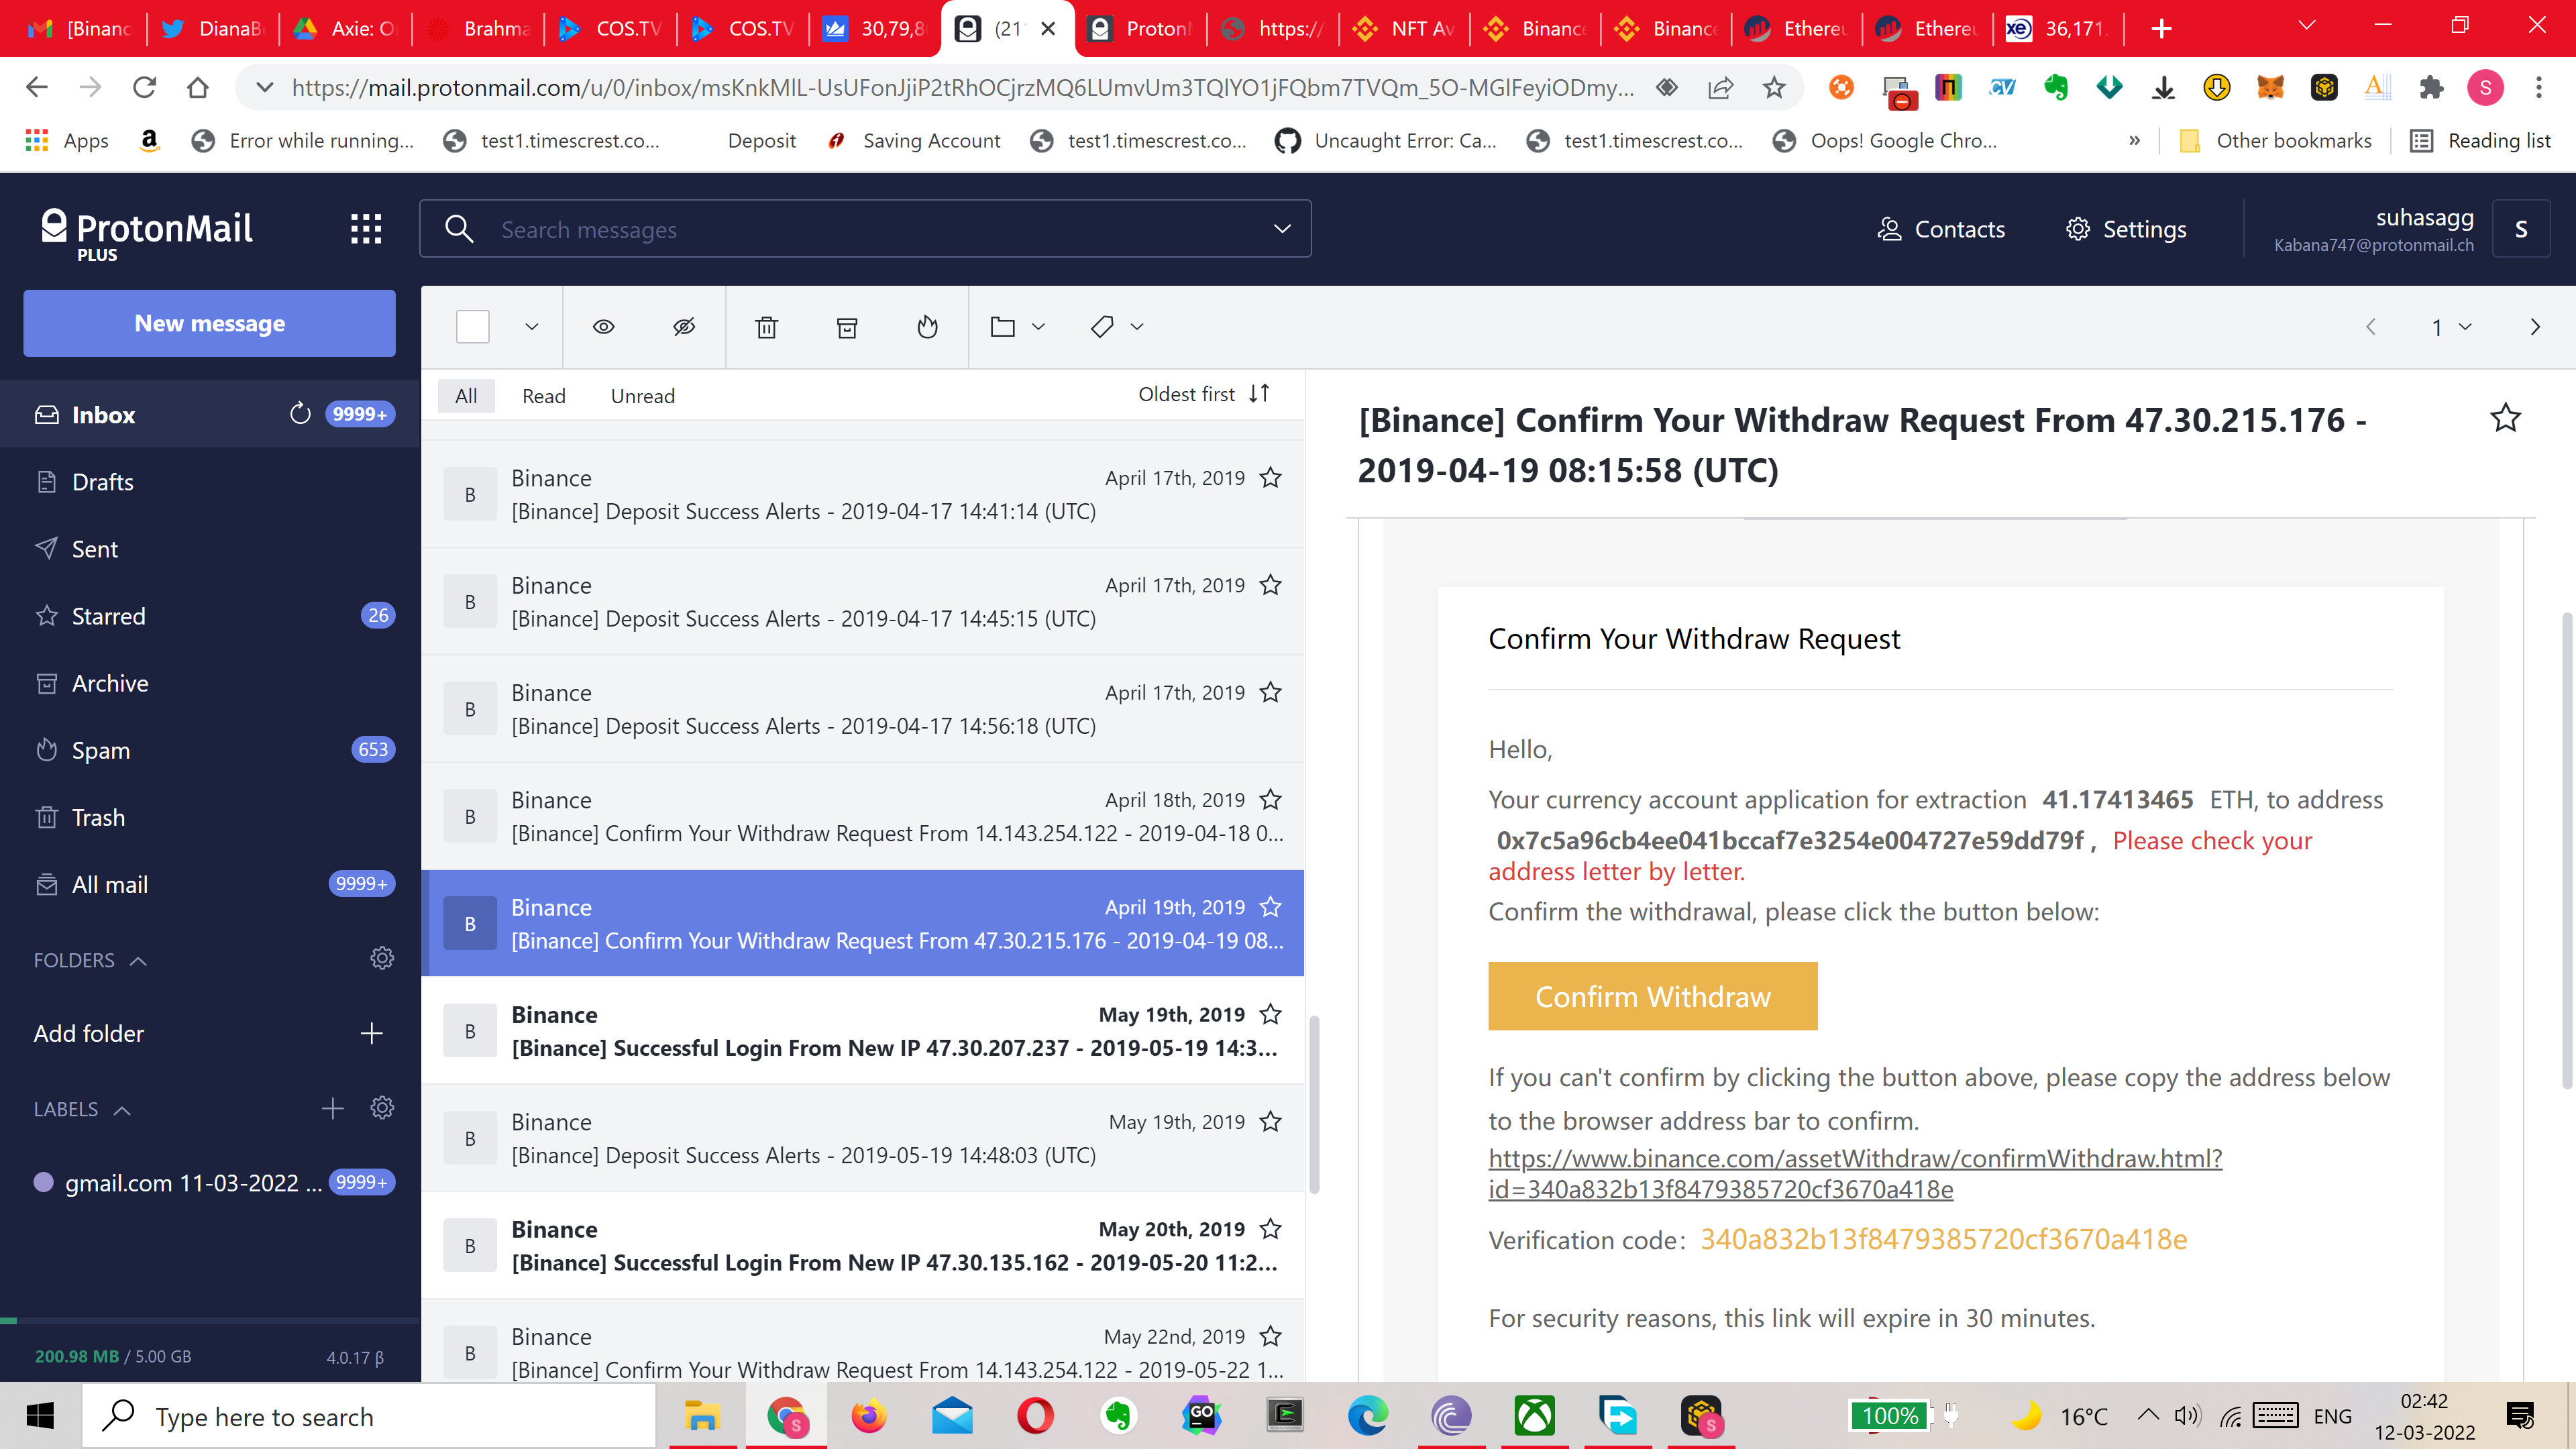 [Binanc
DianaB
Axie: O
Brahma
COS.TV
COS.TV
30,79,8
(21
Proton
https://
NFT Av
Binance
Binance
Ethereu
Ethereu
36,171.
https://mail.protonmail.com/u/0/inbox/msKnkMlL-UsUFonJjiP2tRhOCjrzMQ6LUmvUm3TQlYO1jFQbm7TVQm_5O-MGlFeyiODmy...
Apps
Error while running...
test1.timescrest.co...
Deposit
Saving Account
test1.timescrest.co...
Uncaught Error: Ca...
test1.timescrest.co...
Oops! Google Chro...
»
Other bookmarks
Reading list
ProtonMail
PLUS
Search messages
Contacts
Settings
suhasagg
Kabana747@protonmail.ch
S
New message
Inbox 9999+
Drafts
Sent
Starred 26
Archive
Spam 653
Trash
All mail 9999+
FOLDERS
Add folder
LABELS
gmail.com 11-03-2022 ... 9999+
200.98 MB / 5.00 GB 4.0.17 β
1
All Read Unread Oldest first
B
Binance April 17th, 2019
[Binance] Deposit Success Alerts - 2019-04-17 14:41:14 (UTC)
B
Binance April 17th, 2019
[Binance] Deposit Success Alerts - 2019-04-17 14:45:15 (UTC)
B
Binance April 17th, 2019
[Binance] Deposit Success Alerts - 2019-04-17 14:56:18 (UTC)
B
Binance April 18th, 2019
[Binance] Confirm Your Withdraw Request From 14.143.254.122 - 2019-04-18 0...
B
Binance April 19th, 2019
[Binance] Confirm Your Withdraw Request From 47.30.215.176 - 2019-04-19 08...
B
Binance May 19th, 2019
[Binance] Successful Login From New IP 47.30.207.237 - 2019-05-19 14:3...
B
Binance May 19th, 2019
[Binance] Deposit Success Alerts - 2019-05-19 14:48:03 (UTC)
B
Binance May 20th, 2019
[Binance] Successful Login From New IP 47.30.135.162 - 2019-05-20 11:2...
B
Binance May 22nd, 2019
[Binance] Confirm Your Withdraw Request From 14.143.254.122 - 2019-05-22 1...
[Binance] Confirm Your Withdraw Request From 47.30.215.176 -
2019-04-19 08:15:58 (UTC)
Confirm Your Withdraw Request
Hello,
Your currency account application for extraction 41.17413465 ETH, to address
0x7c5a96cb4ee041bccaf7e3254e004727e59dd79f , Please check your
address letter by letter.
Confirm the withdrawal, please click the button below:
Confirm Withdraw
If you can't confirm by clicking the button above, please copy the address below
to the browser address bar to confirm.
https://www.binance.com/assetWithdraw/confirmWithdraw.html?
id=340a832b13f8479385720cf3670a418e
Verification code： 340a832b13f8479385720cf3670a418e
For security reasons, this link will expire in 30 minutes.
Type here to search
100%
16°C
ENG
02:42
12-03-2022